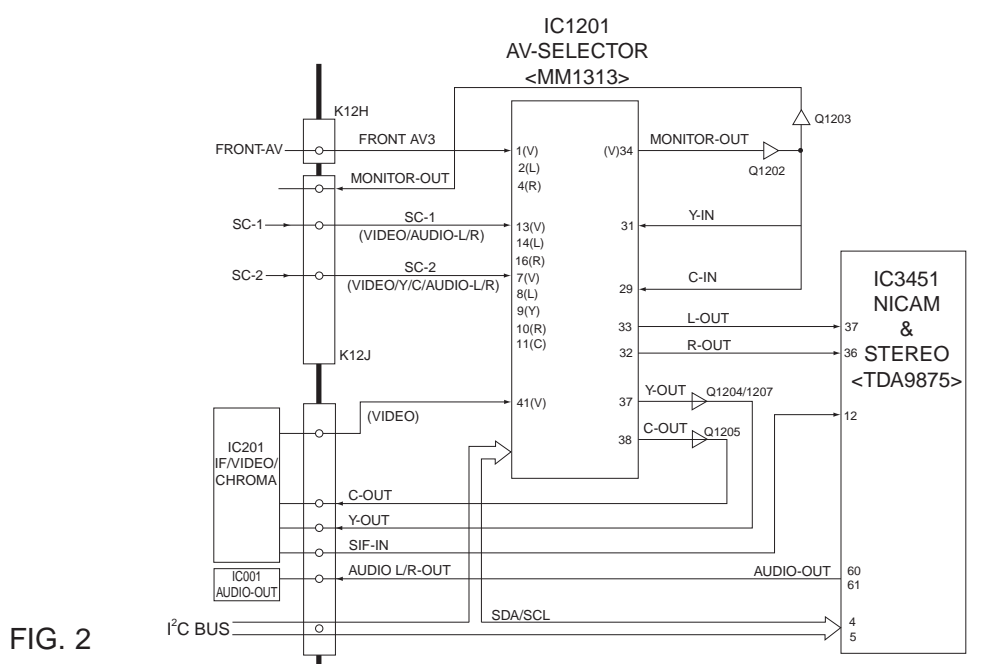 IC1201
AV-SELECTOR
<MM1313>
K12H
Q1203
FRONT-AV
FRONT AV3
1(V)
(V)34
MONITOR-OUT
2(L)
Q1202
MONITOR-OUT
4(R)
SC-1
SC-1
13(V)
31
Y-IN
(VIDEO/AUDIO-L/R)
14(L)
16(R)
SC-2
SC-2
7(V)
C-IN
(VIDEO/Y/C/AUDIO-L/R)
8(L)
29
9(Y)
10(R)
11(C)
IC3451
NICAM
&
STEREO
<TDA9875>
33
L-OUT
37
32
R-OUT
36
K12J
Y-OUT
Q1204/1207
41(V)
37
(VIDEO)
12
C-OUT
Q1205
38
IC201
IF/VIDEO/
CHROMA
C-OUT
Y-OUT
SIF-IN
IC001
AUDIO-OUT
AUDIO L/R-OUT
AUDIO-OUT
60
61
SDA/SCL
4
5
I²C BUS
FIG. 2